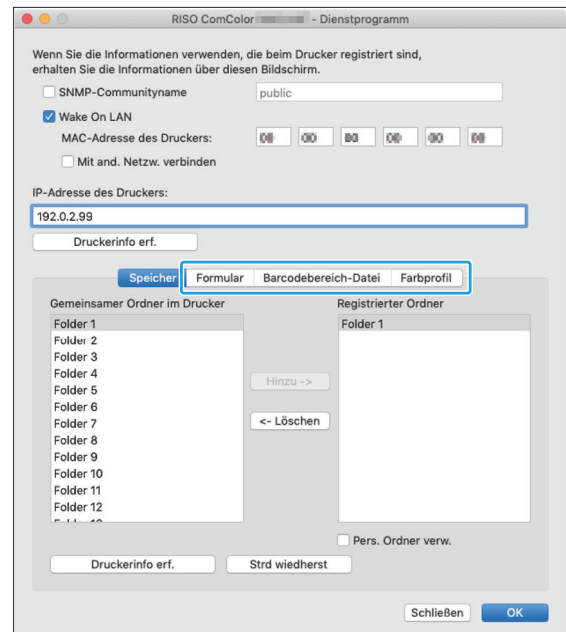 RISO ComColor - Dienstprogramm
Wenn Sie die Informationen verwenden, die beim Drucker registriert sind,
erhalten Sie die Informationen über diesen Bildschirm.
SNMP-Communityname
public
Wake On LAN
MAC-Adresse des Druckers:
Mit and. Netzw. verbinden
IP-Adresse des Druckers:
192.0.2.99
Druckerinfo erf.
Speicher Formular Barcodebereich-Datei Farbprofil
Gemeinsamer Ordner im Drucker
Folder 1
Folder 2
Folder 3
Folder 4
Folder 5
Folder 6
Folder 7
Folder 8
Folder 9
Folder 10
Folder 11
Folder 12
Hinzu ->
<- Löschen
Registrierter Ordner
Folder 1
Pers. Ordner verw.
Druckerinfo erf.
Strd wiedherst
Schließen
OK